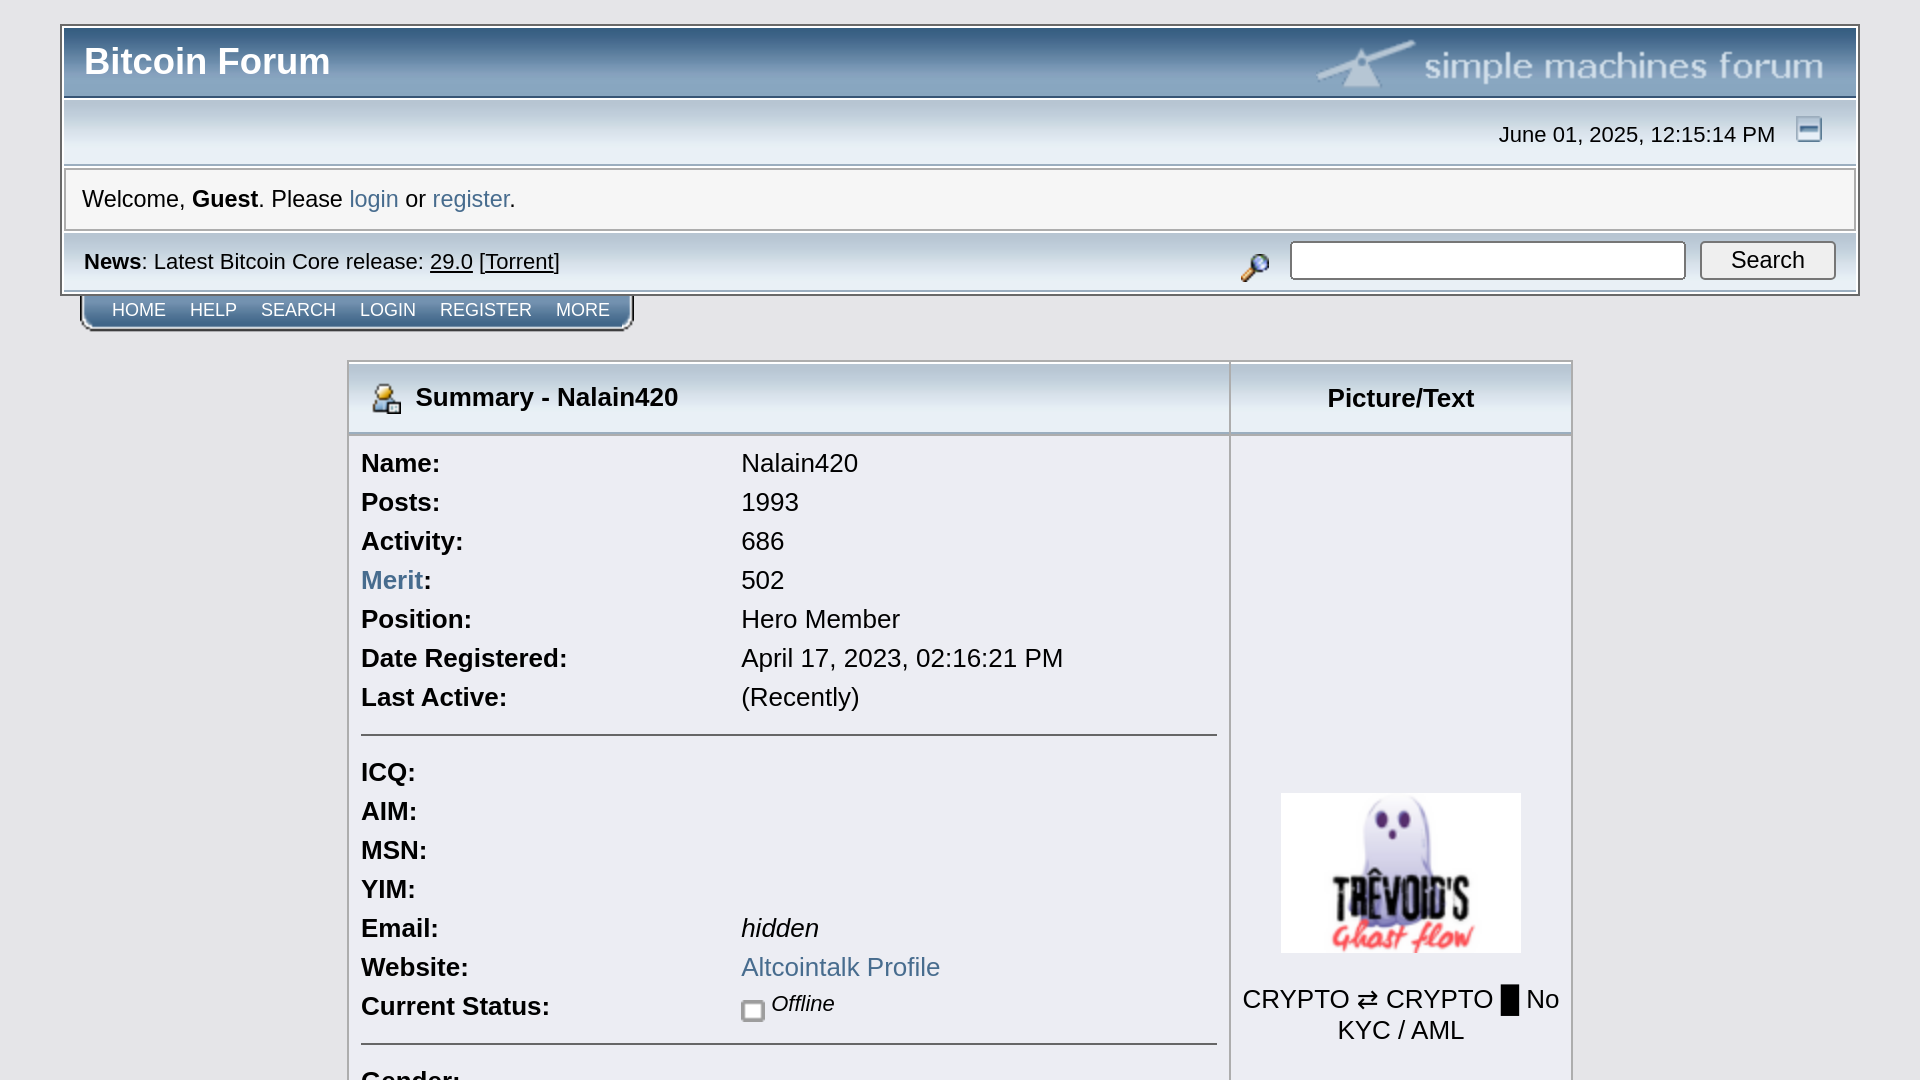 Bitcoin Forum
simple machines forum
June 01, 2025, 12:15:14 PM
Welcome, Guest. Please login or register.
News: Latest Bitcoin Core release: 29.0 [Torrent]
Search
HOME HELP SEARCH LOGIN REGISTER MORE
Summary - Nalain420
Picture/Text
Name: Nalain420
Posts: 1993
Activity: 686
Merit: 502
Position: Hero Member
Date Registered: April 17, 2023, 02:16:21 PM
Last Active: (Recently)
ICQ:
AIM:
MSN:
YIM:
Email: hidden
Website: Altcointalk Profile
Current Status: Offline
TRÊVOID'S
Ghast flow
CRYPTO ⇄ CRYPTO █ No
KYC / AML
Gender: